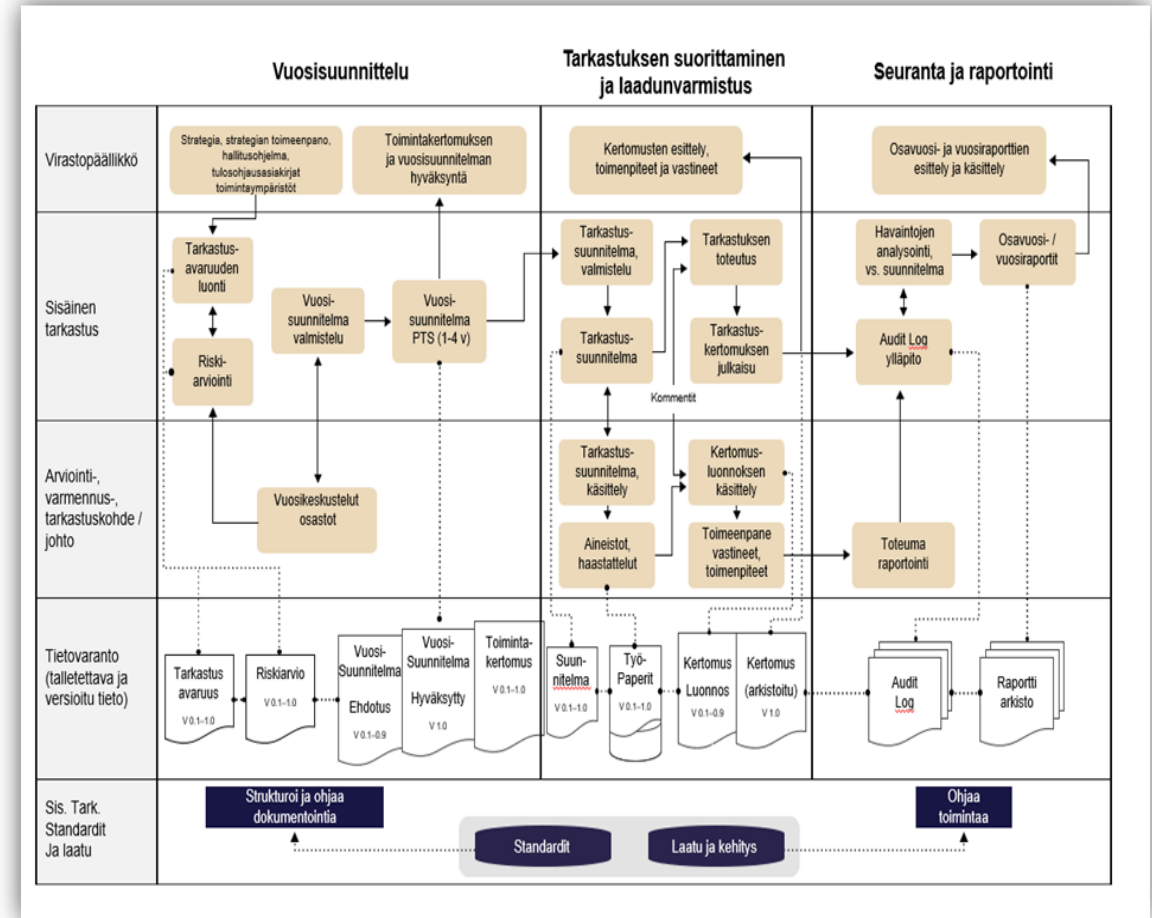 Vuosisuunnittelu
Tarkastuksen suorittaminen
ja laadunvarmistus
Seuranta ja raportointi
Virastopäällikkö
Strategia, strategian toimeenpano,
hallitusohjelma,
tulosohjausasiakirjat
toimintaympäristöt
Toimintakertomuksen
ja vuosisuunnitelman
hyväksyntä
Kertomusten esittely,
toimenpiteet ja vastineet
Osavuosi- ja vuosiraporttien
esittely ja käsittely
Sisäinen
tarkastus
Tarkastus-
avaruuden
luonti
Riski-
arviointi
Vuosi-
suunnitelma
valmistelu
Vuosi-
suunnitelma
PTS (1-4 v)
Tarkastus-
suunnitelma,
valmistelu
Tarkastuksen
toteutus
Tarkastus-
suunnitelma
Tarkastus-
kertomuksen
julkaisu
Kommentit
Havaintojen
analysointi,
vs. suunnitelma
Osavuosi- /
vuosiraportit
Audit Log
ylläpito
Arviointi-,
varmennus-,
tarkastuskohde /
johto
Vuosikeskustelut
osastot
Tarkastus-
suunnitelma,
käsittely
Kertomus-
luonnoksen
käsittely
Aineistot,
haastattelut
Toimeenpane
vastineet,
toimenpiteet
Toteuma
raportointi
Tietovaranto
(talletettava ja
versioitu tieto)
Tarkastus
avaruus
V 0.1–1.0
Riskiarvio
V 0.1–1.0
Vuosi-
Suunnitelma
Ehdotus
V 0.1–0.9
Vuosi-
Suunnitelma
Hyväksytty
V 1.0
Toiminta-
kertomus
V 0.1–1.0
Suun-
nitelma
V 0.1–1.0
Työ-
Paperit
V 0.1–1.0
Kertomus
Luonnos
V 0.1–0.9
Kertomus
(arkistoitu)
V 1.0
Audit
Log
Raportti
arkisto
Sis. Tark.
Standardit
Ja laatu
Strukturoi ja ohjaa
dokumentointia
Standardit
Laatu ja kehitys
Ohjaa
toimintaa